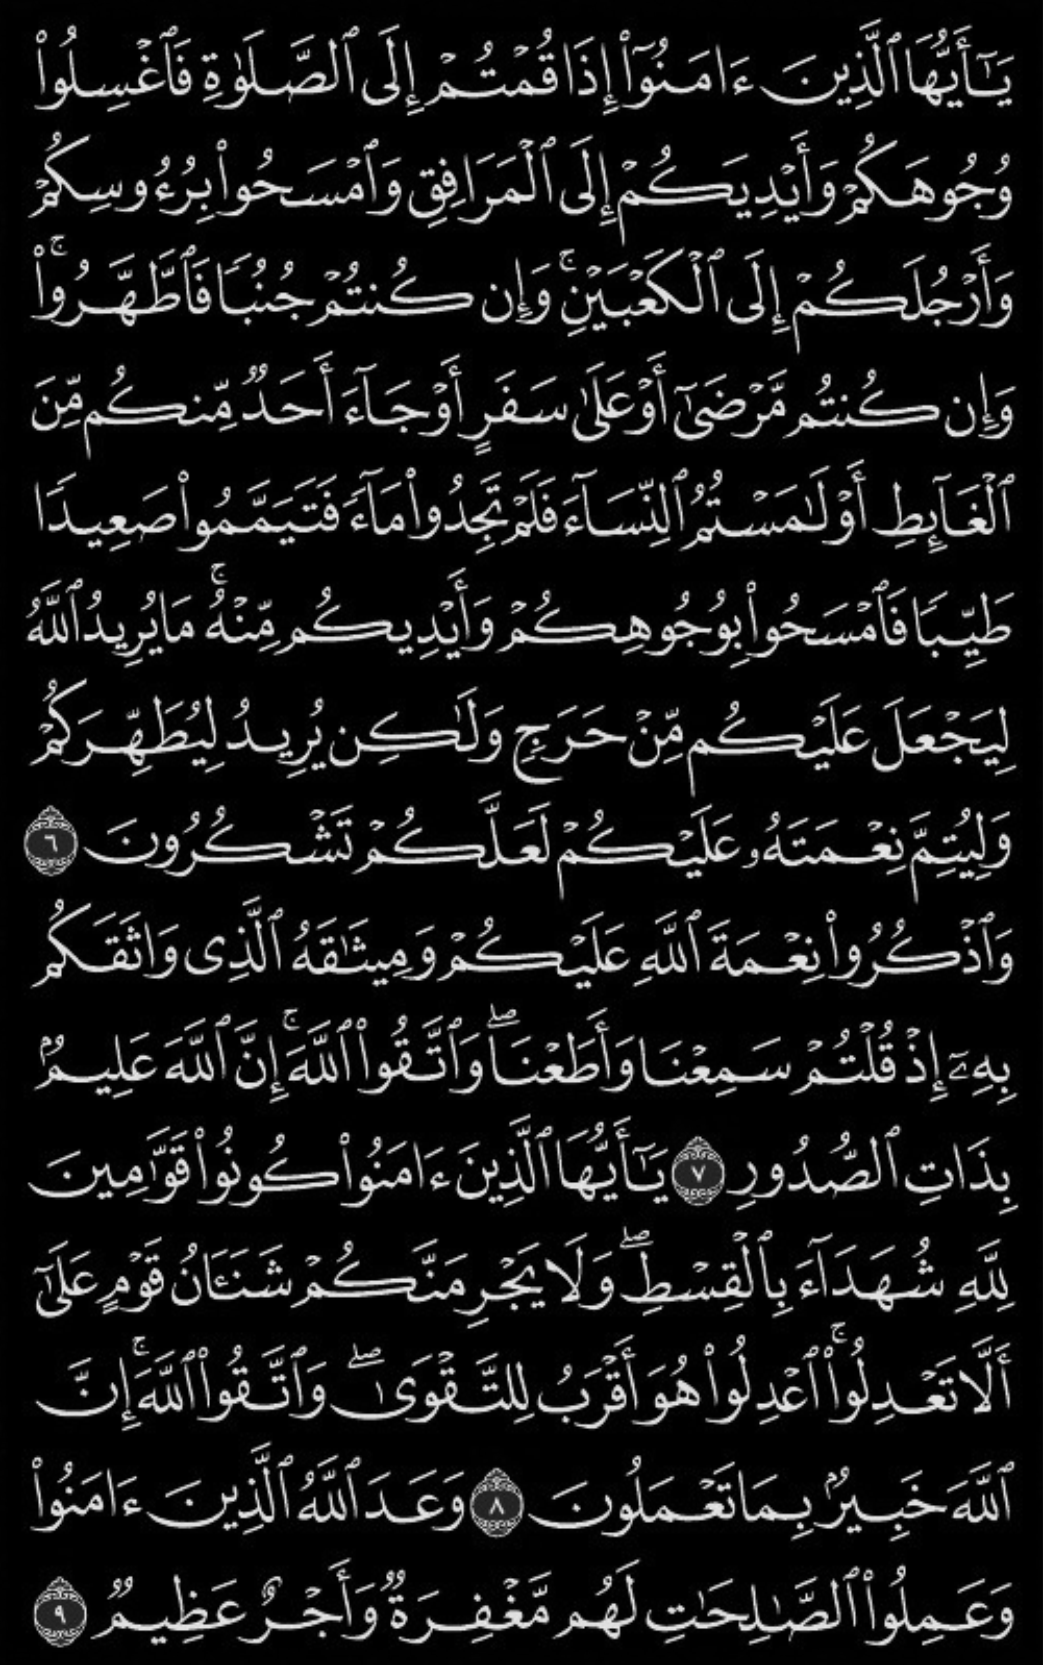 يَـٰٓأَيُّهَا ٱلَّذِينَ ءَامَنُوٓا۟ إِذَا قُمْتُمْ إِلَى ٱلصَّلَوٰةِ فَٱغْسِلُوا۟
وُجُوهَكُمْ وَأَيْدِيَكُمْ إِلَى ٱلْمَرَافِقِ وَٱمْسَحُوا۟ بِرُءُوسِكُمْ
وَأَرْجُلَكُمْ إِلَى ٱلْكَعْبَيْنِ ۚ وَإِن كُنتُمْ جُنُبًا فَٱطَّهَّرُوا۟ ۚ
وَإِن كُنتُم مَّرْضَىٰٓ أَوْ عَلَىٰ سَفَرٍ أَوْ جَآءَ أَحَدٌ مِّنكُم مِّنَ
ٱلْغَآئِطِ أَوْ لَـٰمَسْتُمُ ٱلنِّسَآءَ فَلَمْ تَجِدُوا۟ مَآءً فَتَيَمَّمُوا۟ صَعِيدًا
طَيِّبًا فَٱمْسَحُوا۟ بِوُجُوهِكُمْ وَأَيْدِيكُم مِّنْهُ ۚ مَا يُرِيدُ ٱللَّهُ
لِيَجْعَلَ عَلَيْكُم مِّنْ حَرَجٍ وَلَـٰكِن يُرِيدُ لِيُطَهِّرَكُمْ
وَلِيُتِمَّ نِعْمَتَهُۥ عَلَيْكُمْ لَعَلَّكُمْ تَشْكُرُونَ ٦
وَٱذْكُرُوا۟ نِعْمَةَ ٱللَّهِ عَلَيْكُمْ وَمِيثَـٰقَهُ ٱلَّذِى وَاثَقَكُم
بِهِۦٓ إِذْ قُلْتُمْ سَمِعْنَا وَأَطَعْنَا ۖ وَٱتَّقُوا۟ ٱللَّهَ ۚ إِنَّ ٱللَّهَ عَلِيمٌۢ
بِذَاتِ ٱلصُّدُورِ ٧ يَـٰٓأَيُّهَا ٱلَّذِينَ ءَامَنُوا۟ كُونُوا۟ قَوَّٰمِينَ
لِلَّهِ شُهَدَآءَ بِٱلْقِسْطِ ۖ وَلَا يَجْرِمَنَّكُمْ شَنَـَٔانُ قَوْمٍ عَلَىٰٓ
أَلَّا تَعْدِلُوا۟ ۚ ٱعْدِلُوا۟ هُوَ أَقْرَبُ لِلتَّقْوَىٰ ۖ وَٱتَّقُوا۟ ٱللَّهَ ۚ إِنَّ
ٱللَّهَ خَبِيرٌۢ بِمَا تَعْمَلُونَ ٨ وَعَدَ ٱللَّهُ ٱلَّذِينَ ءَامَنُوا۟
وَعَمِلُوا۟ ٱلصَّـٰلِحَـٰتِ لَهُم مَّغْفِرَةٌ وَأَجْرٌ عَظِيمٌ ٩